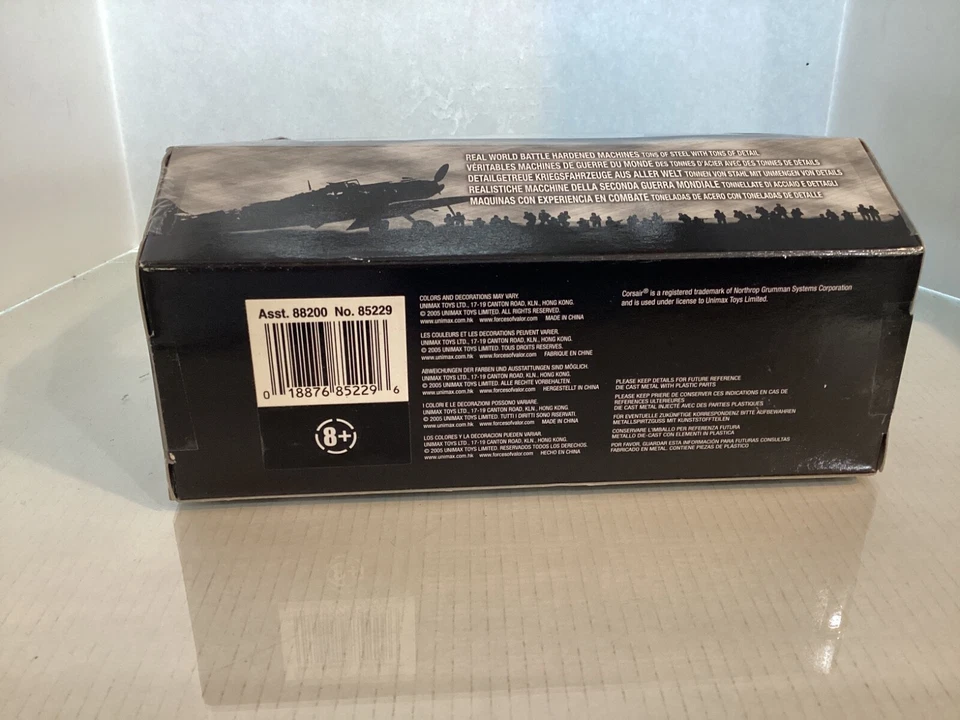 REAL WORLD BATTLE HARDENED MACHINES TONS OF STEEL WITH TONS OF DETAIL
VÉRITABLES MACHINES DE GUERRE DU MONDE DES TONNES D'ACIER AVEC DES TONNES DE DÉTAILS
DETAILGETREUE KRIEGSFAHRZEUGE AUS ALLER WELT TONNEN VON STAHL MIT UNMENGEN VON DETAILS
REALISTICHE MACCHINE DELLA SECONDA GUERRA MONDIALE TONNELLATE DI ACCIAIO E DETTAGLI
MAQUINAS CON EXPERIENCIA EN COMBATE TONELADAS DE ACERO CON TONELADAS DE DETALLE
Asst. 88200 No. 85229
0 18876 85229 6
8+
COLORS AND DECORATIONS MAY VARY.
UNIMAX TOYS LTD., 17-19 CANTON ROAD, KLN., HONG KONG.
© 2005 UNIMAX TOYS LIMITED. ALL RIGHTS RESERVED.
www.unimax.com.hk www.forcesofvalor.com MADE IN CHINA
LES COULEURS ET LES DECORATIONS PEUVENT VARIER.
UNIMAX TOYS LTD., 17-19 CANTON ROAD, KLN., HONG KONG.
© 2005 UNIMAX TOYS LIMITED. TOUS DROITS RESERVES.
www.unimax.com.hk www.forcesofvalor.com FABRIQUE EN CHINE
ABWEICHUNGEN DER FARBEN UND AUSSTATTUNGEN SIND MÖGLICH.
UNIMAX TOYS LTD., 17-19 CANTON ROAD, KLN., HONG KONG.
© 2005 UNIMAX TOYS LIMITED. ALLE RECHTE VORBEHALTEN.
www.unimax.com.hk www.forcesofvalor.com HERGESTELLT IN CHINA
I COLORI E LE DECORAZIONI POSSONO VARIARE.
UNIMAX TOYS LTD., 17-19 CANTON ROAD, KLN., HONG KONG.
© 2005 UNIMAX TOYS LIMITED. TUTTI I DIRITTI SONO RISERVATI.
www.unimax.com.hk www.forcesofvalor.com MADE IN CHINA
LOS COLORES Y LA DECORACION PUEDEN VARIAR.
UNIMAX TOYS LTD., 17-19 CANTON ROAD, KLN., HONG KONG.
© 2005 UNIMAX TOYS LIMITED. RESERVADOS TODOS LOS DERECHOS.
www.unimax.com.hk www.forcesofvalor.com HECHO EN CHINA
Corsair® is a registered trademark of Northrop Grumman Systems Corporation
and is used under license to Unimax Toys Limited.
PLEASE KEEP DETAILS FOR FUTURE REFERENCE
DIE CAST METAL WITH PLASTIC PARTS
PLEASE KEEP PRIERE DE CONSERVER CES INDICATIONS EN CAS DE
REFERENCES ULTERIEURES
DIE CAST METAL INJECTE AVEC DES PARTIES PLASTIQUES
FÜR EVENTUELLE ZUKÜNFTIGE KORRESPONDENZ BITTE AUFBEWAHREN
METALLSPRITZGUSS MIT KUNSTSTOFFTEILEN
CONSERVARE L'IMBALLO PER REFERENZA FUTURA
METALLO DIE-CAST CON ELEMENTI IN PLASTICA
POR FAVOR, GUARDAR ESTA INFORMACIÓN PARA FUTURAS CONSULTAS
FABRICADO EN METAL. CONTIENE PIEZAS DE PLÁSTICO